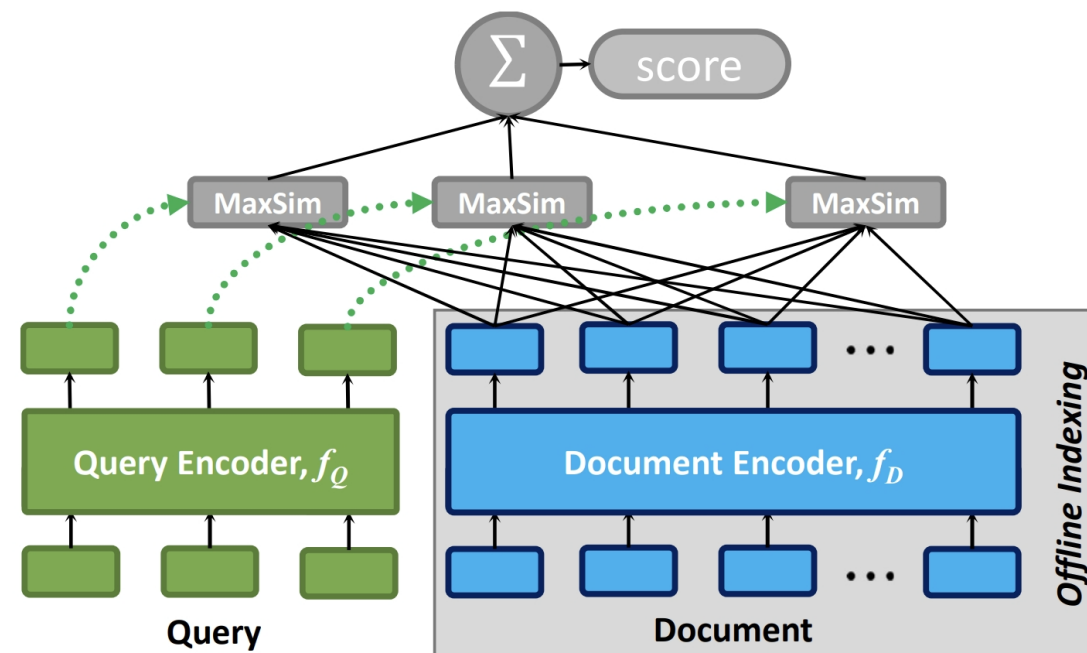 Σ
score
MaxSim
MaxSim
MaxSim
Query Encoder, f_Q
Document Encoder, f_D
Offline Indexing
Query
Document